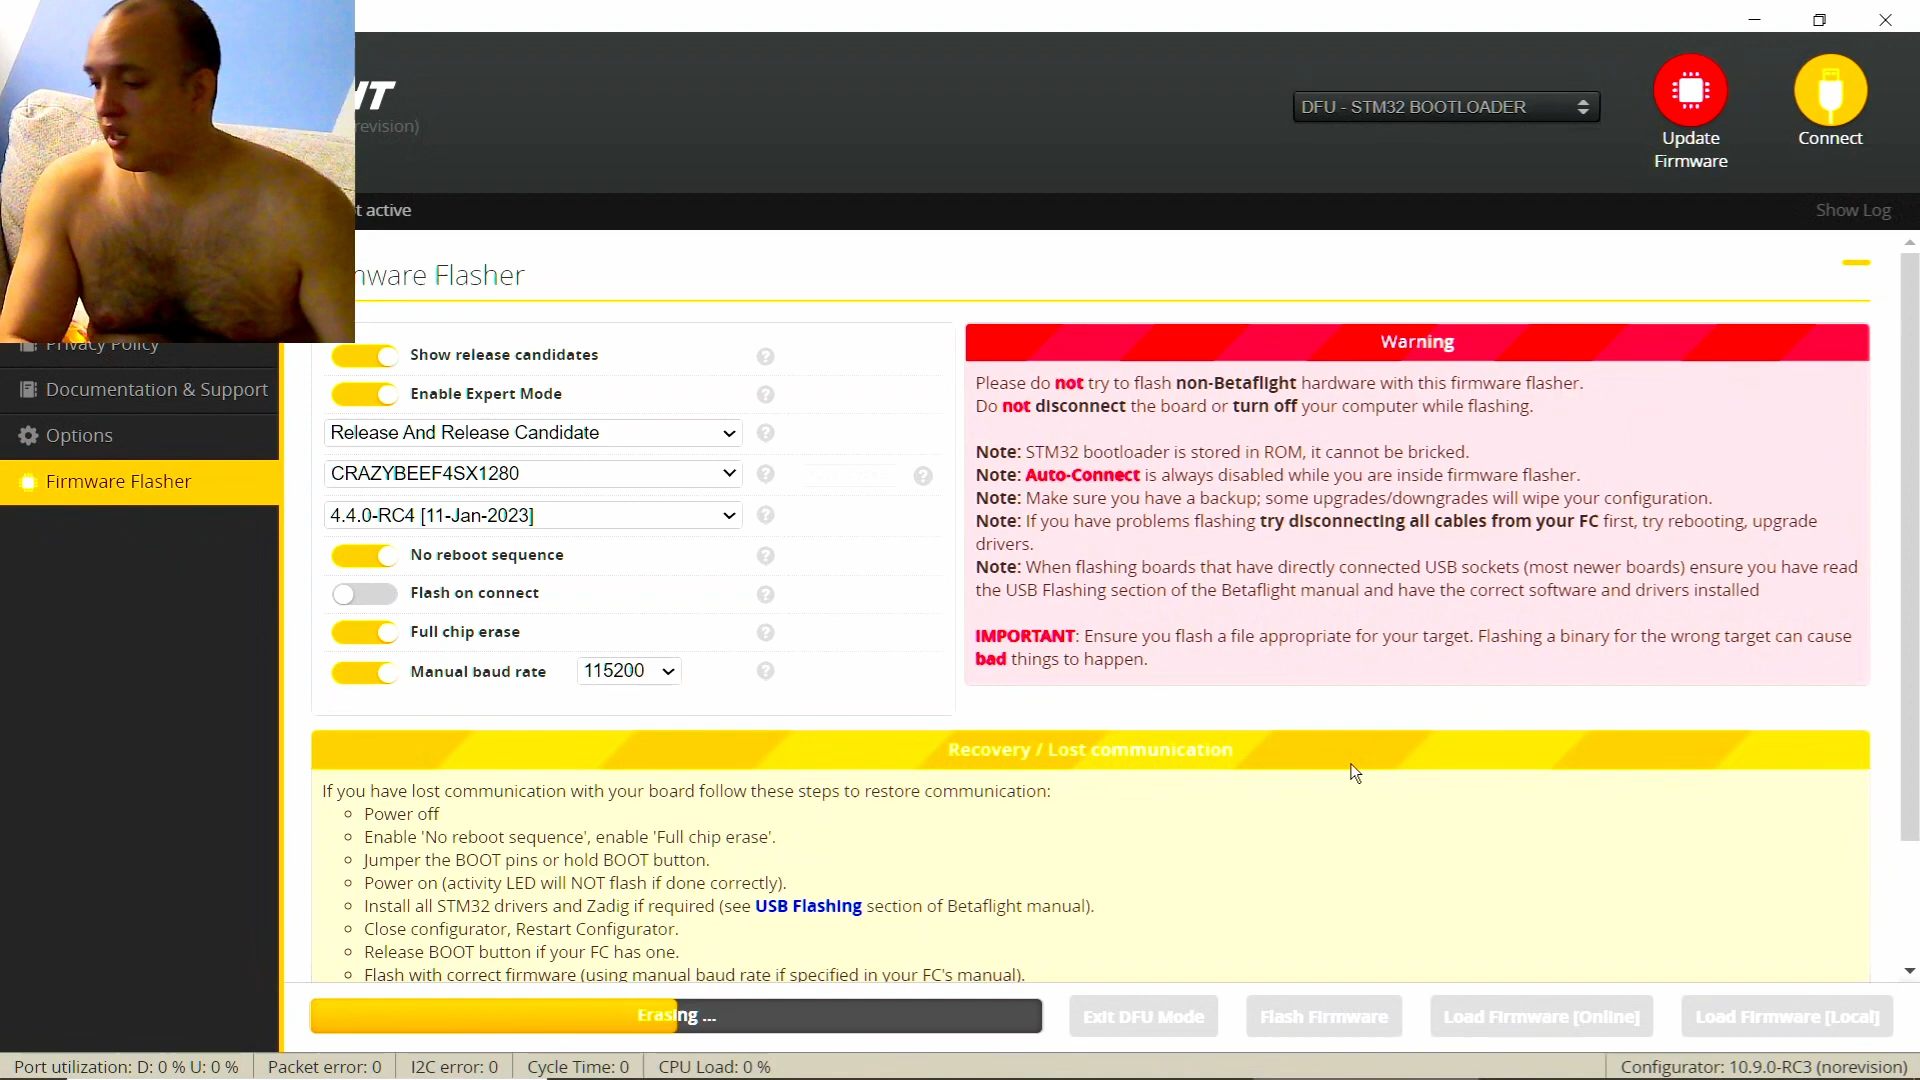 NT
revision)
DFU - STM32 BOOTLOADER
Update
Firmware
Connect
t active
Show Log
mware Flasher
Privacy Policy
Documentation & Support
Options
Firmware Flasher
Show release candidates
Enable Expert Mode
Release And Release Candidate
CRAZYBEEF4SX1280
4.4.0-RC4 [11-Jan-2023]
No reboot sequence
Flash on connect
Full chip erase
Manual baud rate 115200
Warning
Please do not try to flash non-Betaflight hardware with this firmware flasher.
Do not disconnect the board or turn off your computer while flashing.
Note: STM32 bootloader is stored in ROM, it cannot be bricked.
Note: Auto-Connect is always disabled while you are inside firmware flasher.
Note: Make sure you have a backup; some upgrades/downgrades will wipe your configuration.
Note: If you have problems flashing try disconnecting all cables from your FC first, try rebooting, upgrade
drivers.
Note: When flashing boards that have directly connected USB sockets (most newer boards) ensure you have read
the USB Flashing section of the Betaflight manual and have the correct software and drivers installed
IMPORTANT: Ensure you flash a file appropriate for your target. Flashing a binary for the wrong target can cause
bad things to happen.
Recovery / Lost communication
If you have lost communication with your board follow these steps to restore communication:
Power off
Enable 'No reboot sequence', enable 'Full chip erase'.
Jumper the BOOT pins or hold BOOT button.
Power on (activity LED will NOT flash if done correctly).
Install all STM32 drivers and Zadig if required (see USB Flashing section of Betaflight manual).
Close configurator, Restart Configurator.
Release BOOT button if your FC has one.
Flash with correct firmware (using manual baud rate if specified in your FC's manual).
Erasing ...
Exit DFU Mode
Flash Firmware
Load Firmware [Online]
Load Firmware [Local]
Port utilization: D: 0 % U: 0 %
Packet error: 0
I2C error: 0
Cycle Time: 0
CPU Load: 0 %
Configurator: 10.9.0-RC3 (norevision)